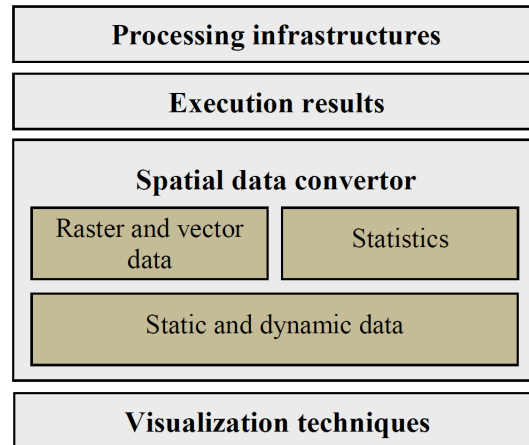 Processing infrastructures
Execution results
Spatial data convertor
Raster and vector
data
Statistics
Static and dynamic data
Visualization techniques